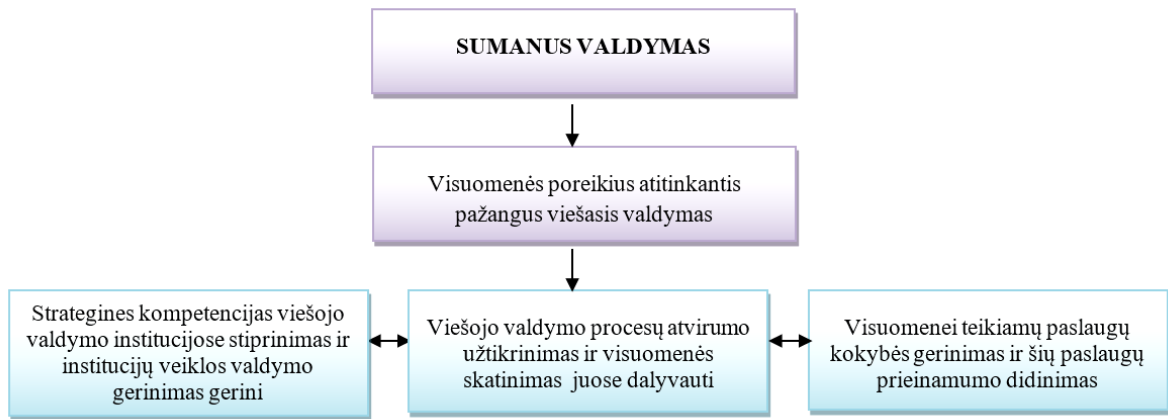 SUMANUS VALDYMAS
Visuomenės poreikius atitinkantis
pažangus viešasis valdymas
Strategines kompetencijas viešojo
valdymo institucijose stiprinimas ir
institucijų veiklos valdymo
gerinimas gerini
Viešojo valdymo procesų atvirumo
užtikrinimas ir visuomenės
skatinimas juose dalyvauti
Visuomenei teikiamų paslaugų
kokybės gerinimas ir šių paslaugų
prieinamumo didinimas